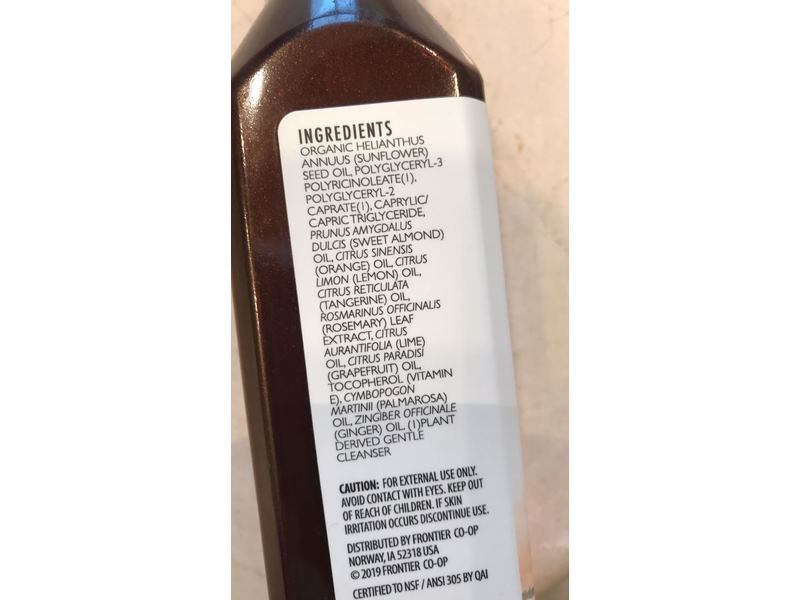 INGREDIENTS
ORGANIC HELIANTHUS
ANNUUS (SUNFLOWER)
SEED OIL, POLYGLYCERYL-3
POLYRICINOLEATE(1),
POLYGLYCERYL-2
CAPRATE(1), CAPRYLIC/
CAPRIC TRIGLYCERIDE,
PRUNUS AMYGDALUS
DULCIS (SWEET ALMOND)
OIL, CITRUS SINENSIS
(ORANGE) OIL, CITRUS
LIMON (LEMON) OIL,
CITRUS RETICULATA
(TANGERINE) OIL,
ROSMARINUS OFFICINALIS
(ROSEMARY) LEAF
EXTRACT, CITRUS
AURANTIFOLIA (LIME)
OIL, CITRUS PARADISI
(GRAPEFRUIT) OIL,
TOCOPHEROL (VITAMIN
E), CYMBOPOGON
MARTINII (PALMAROSA)
OIL, ZINGIBER OFFICINALE
(GINGER) OIL. (1)PLANT
DERIVED GENTLE
CLEANSER
CAUTION: FOR EXTERNAL USE ONLY.
AVOID CONTACT WITH EYES. KEEP OUT
OF REACH OF CHILDREN. IF SKIN
IRRITATION OCCURS DISCONTINUE USE.
DISTRIBUTED BY FRONTIER CO-OP
NORWAY, IA 52318 USA
© 2019 FRONTIER CO-OP
CERTIFIED TO NSF / ANSI 305 BY QAI